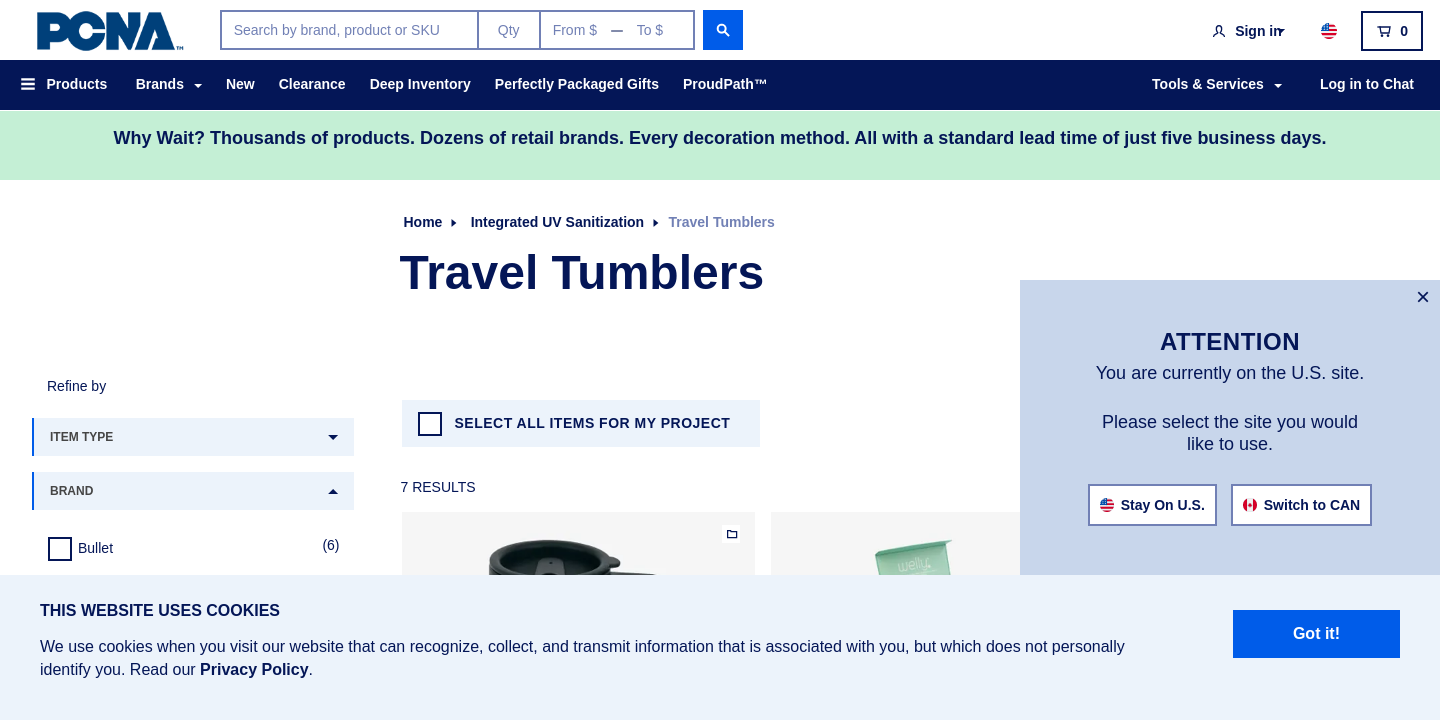 PCNA™
Search by brand, product or SKU
Qty
From $ — To $
Sign in
0
Products
Brands
New
Clearance
Deep Inventory
Perfectly Packaged Gifts
ProudPath™
Tools & Services
Log in to Chat
Why Wait? Thousands of products. Dozens of retail brands. Every decoration method. All with a standard lead time of just five business days.
Home
Integrated UV Sanitization
Travel Tumblers
Travel Tumblers
×
ATTENTION
You are currently on the U.S. site.
Please select the site you would
like to use.
Stay On U.S.
Switch to CAN
Refine by
ITEM TYPE
BRAND
Bullet
(6)
SELECT ALL ITEMS FOR MY PROJECT
7 RESULTS
welly
THIS WEBSITE USES COOKIES
We use cookies when you visit our website that can recognize, collect, and transmit information that is associated with you, but which does not personally
identify you. Read our Privacy Policy.
Got it!